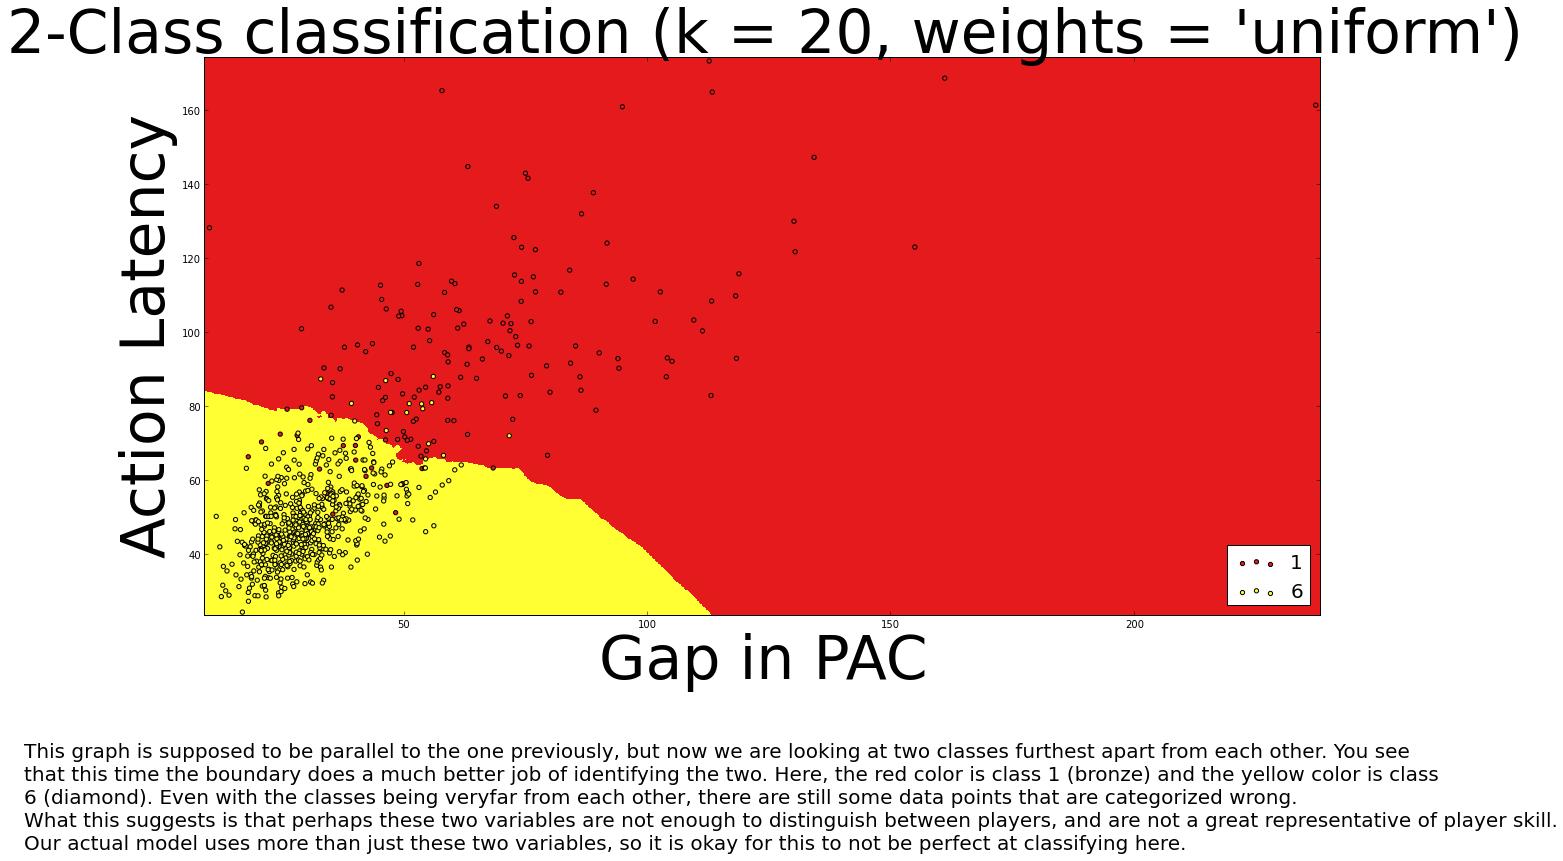 2-Class classification (k = 20, weights = 'uniform')
Action Latency
160
140
120
100
80
60
40
50
100
150
200
1
6
Gap in PAC
This graph is supposed to be parallel to the one previously, but now we are looking at two classes furthest apart from each other. You see
that this time the boundary does a much better job of identifying the two. Here, the red color is class 1 (bronze) and the yellow color is class
6 (diamond). Even with the classes being veryfar from each other, there are still some data points that are categorized wrong.
What this suggests is that perhaps these two variables are not enough to distinguish between players, and are not a great representative of player skill.
Our actual model uses more than just these two variables, so it is okay for this to not be perfect at classifying here.